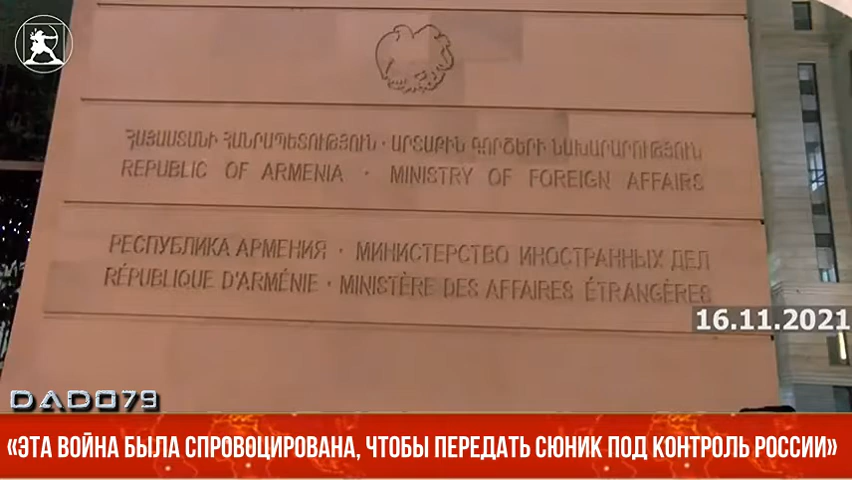 ՀԱՅԱՍՏԱՆԻ ՀԱՆՐԱՊԵՏՈՒԹՅՈՒՆ · ԱՐՏԱՔԻՆ ԳՈՐԾԵՐԻ ՆԱԽԱՐԱՐՈՒԹՅՈՒՆ
REPUBLIC OF ARMENIA · MINISTRY OF FOREIGN AFFAIRS
РЕСПУБЛИКА АРМЕНИЯ · МИНИСТЕРСТВО ИНОСТРАННЫХ ДЕЛ
RÉPUBLIQUE D'ARMÉNIE · MINISTÈRE DES AFFAIRES ÉTRANGÈRES
16.11.2021
DADO79
«ЭТА ВОЙНА БЫЛА СПРОВОЦИРОВАНА, ЧТОБЫ ПЕРЕДАТЬ СЮНИК ПОД КОНТРОЛЬ РОССИИ»